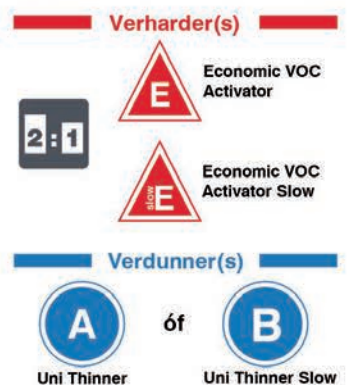 Verharder(s)
2:1
E
Economic VOC
Activator
slow E
Economic VOC
Activator Slow
Verdunner(s)
A
óf
B
Uni Thinner
Uni Thinner Slow